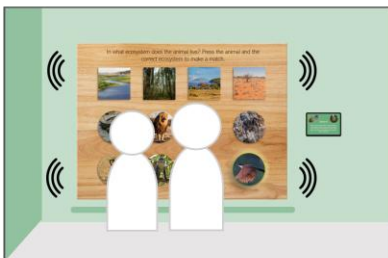 In what ecosystem does the animal live? Press the animal and the
correct ecosystem to make a match.